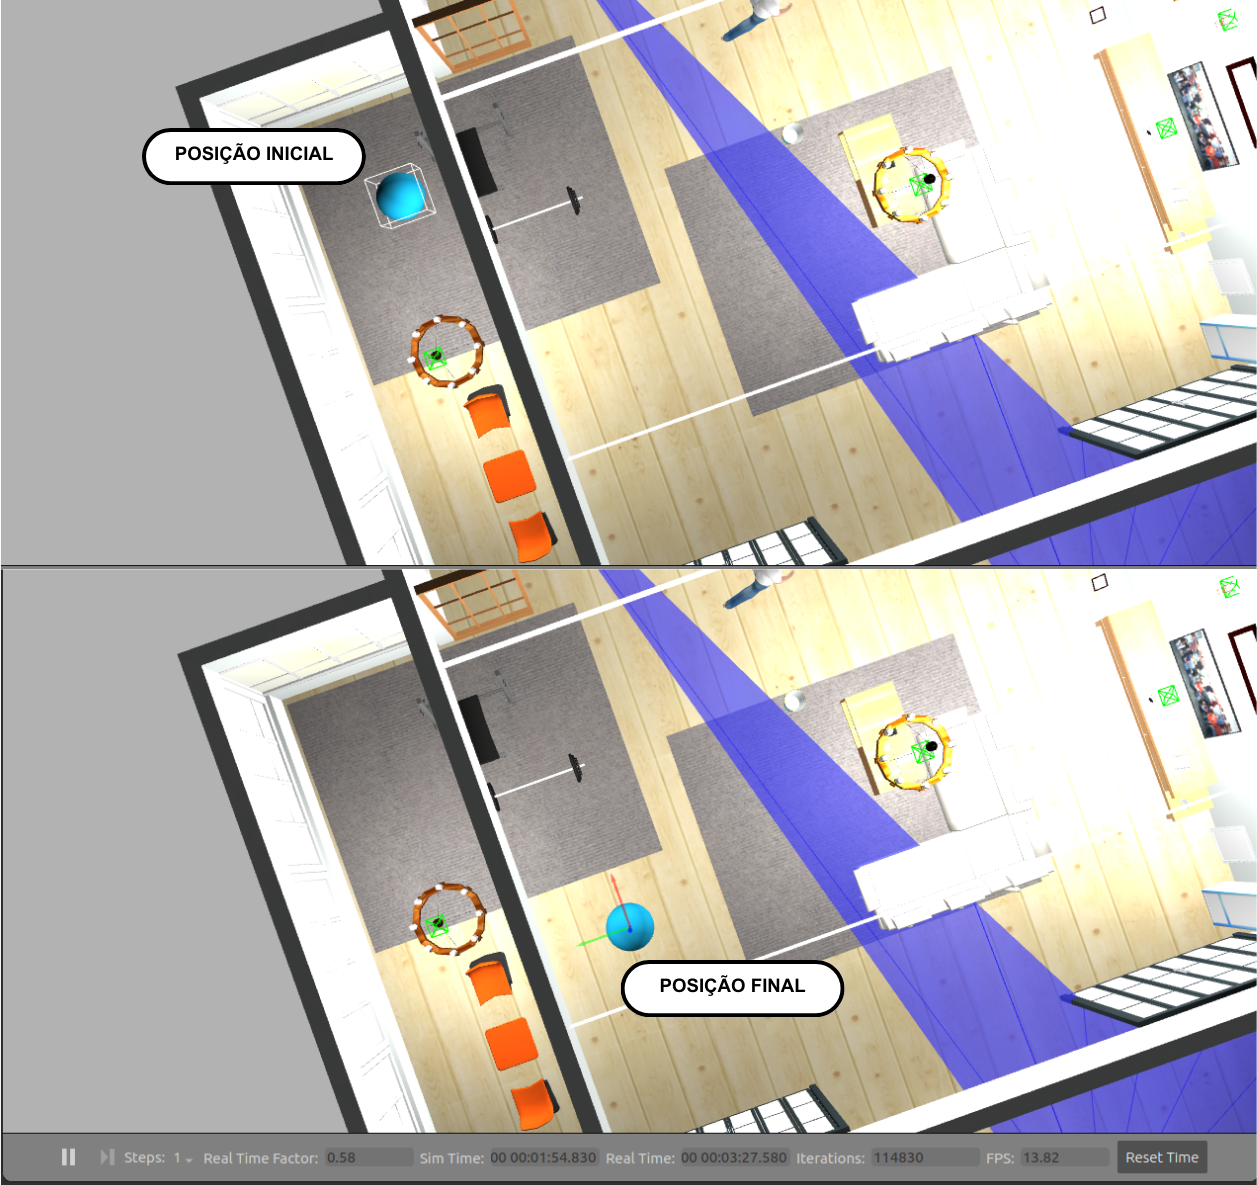 POSIÇÃO INICIAL
POSIÇÃO FINAL
Steps: 1 Real Time Factor: 0.58 Sim Time: 00 00:01:54.830 Real Time: 00 00:03:27.580 Iterations: 114830 FPS: 13.82 Reset Time